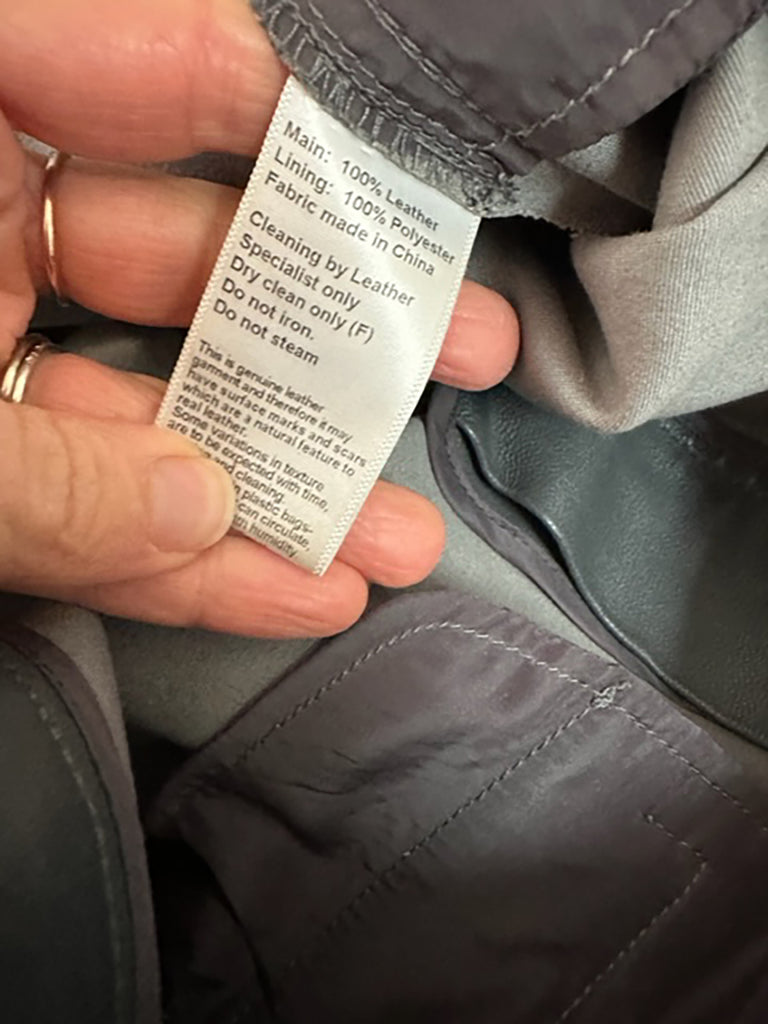 Main: 100% Leather
Lining: 100% Polyester
Fabric made in China
Cleaning by Leather
Specialist only
Dry clean only (F)
Do not iron.
Do not steam
This is genuine leather
garment and therefore it may
have surface marks and scars
which are a natural feature to
real leather.
Some variations in texture
are to be expected with time,
and cleaning.
plastic bags-
can circulate,
humidity